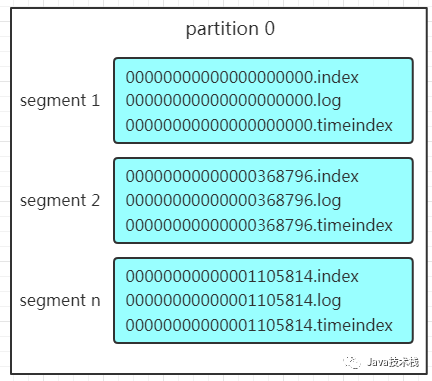 partition 0
segment 1
00000000000000000000.index
00000000000000000000.log
00000000000000000000.timeindex
segment 2
00000000000000368796.index
00000000000000368796.log
00000000000000368796.timeindex
segment n
00000000000001105814.index
00000000000001105814.log
00000000000001105814.timeindex
Java技术栈